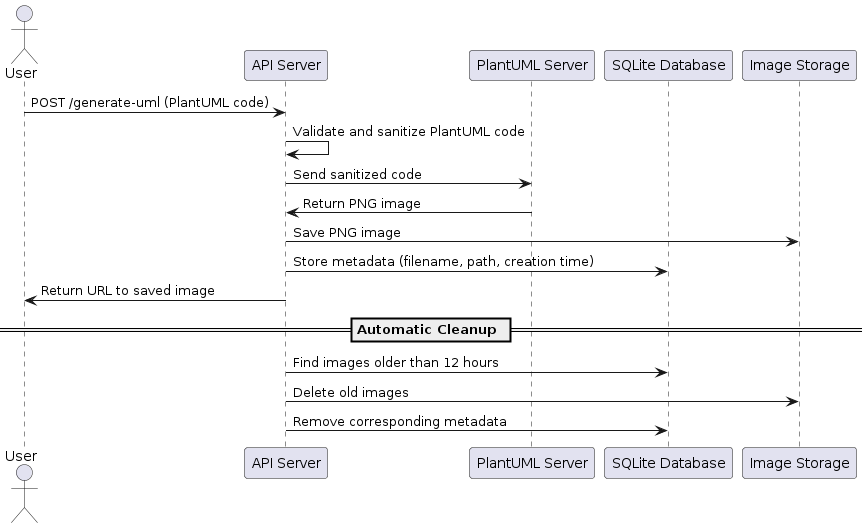 User
API Server
PlantUML Server
SQLite Database
Image Storage
POST /generate-uml (PlantUML code)
Validate and sanitize PlantUML code
Send sanitized code
Return PNG image
Save PNG image
Store metadata (filename, path, creation time)
Return URL to saved image
Automatic Cleanup
Find images older than 12 hours
Delete old images
Remove corresponding metadata
User
API Server
PlantUML Server
SQLite Database
Image Storage